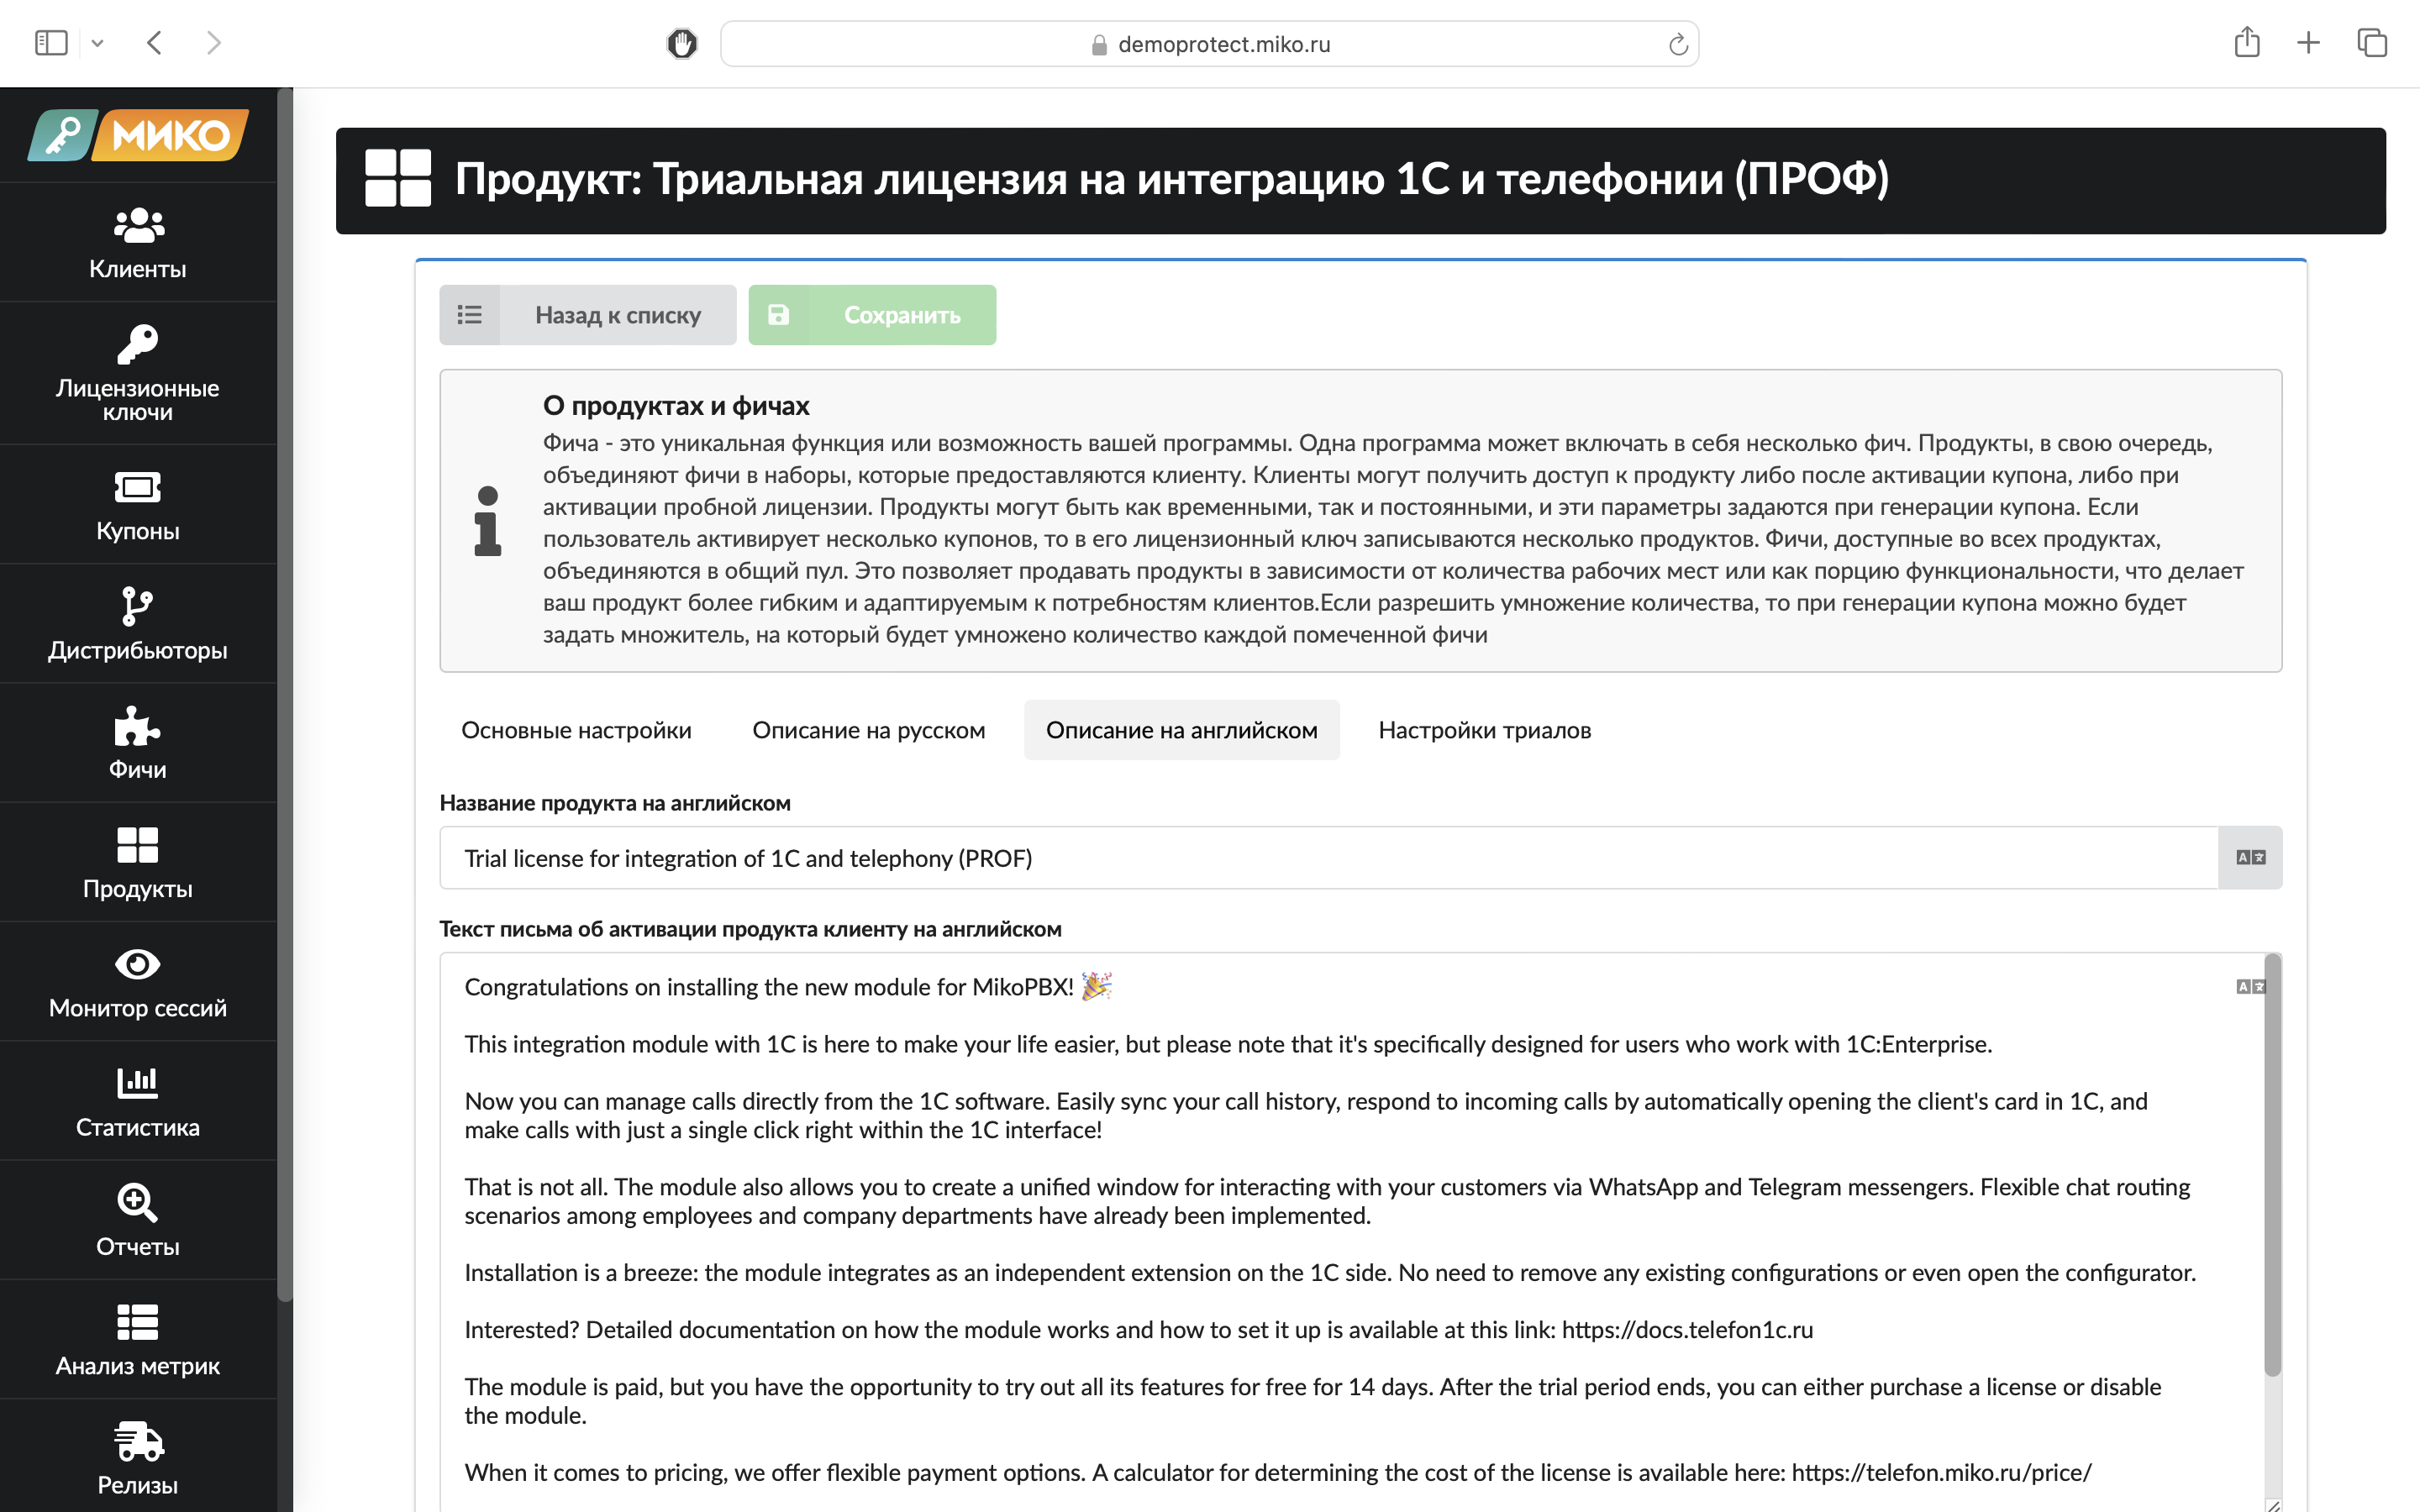 demoprotect.miko.ru
МИКО
Клиенты
Лицензионные
ключи
Купоны
Дистрибьюторы
Фичи
Продукты
Монитор сессий
Статистика
Отчеты
Анализ метрик
Релизы
Продукт: Триальная лицензия на интеграцию 1С и телефонии (ПРОФ)
Назад к списку
Сохранить
О продуктах и фичах
Фича - это уникальная функция или возможность вашей программы. Одна программа может включать в себя несколько фич. Продукты, в свою очередь,
объединяют фичи в наборы, которые предоставляются клиенту. Клиенты могут получить доступ к продукту либо после активации купона, либо при
активации пробной лицензии. Продукты могут быть как временными, так и постоянными, и эти параметры задаются при генерации купона. Если
пользователь активирует несколько купонов, то в его лицензионный ключ записываются несколько продуктов. Фичи, доступные во всех продуктах,
объединяются в общий пул. Это позволяет продавать продукты в зависимости от количества рабочих мест или как порцию функциональности, что делает
ваш продукт более гибким и адаптируемым к потребностям клиентов.Если разрешить умножение количества, то при генерации купона можно будет
задать множитель, на который будет умножено количество каждой помеченной фичи
Основные настройки
Описание на русском
Описание на английском
Настройки триалов
Название продукта на английском
Trial license for integration of 1C and telephony (PROF)
Текст письма об активации продукта клиенту на английском
Congratulations on installing the new module for MikoPBX! 🎉
This integration module with 1C is here to make your life easier, but please note that it's specifically designed for users who work with 1C:Enterprise.
Now you can manage calls directly from the 1C software. Easily sync your call history, respond to incoming calls by automatically opening the client's card in 1C, and
make calls with just a single click right within the 1C interface!
That is not all. The module also allows you to create a unified window for interacting with your customers via WhatsApp and Telegram messengers. Flexible chat routing
scenarios among employees and company departments have already been implemented.
Installation is a breeze: the module integrates as an independent extension on the 1C side. No need to remove any existing configurations or even open the configurator.
Interested? Detailed documentation on how the module works and how to set it up is available at this link: https://docs.telefon1c.ru
The module is paid, but you have the opportunity to try out all its features for free for 14 days. After the trial period ends, you can either purchase a license or disable
the module.
When it comes to pricing, we offer flexible payment options. A calculator for determining the cost of the license is available here: https://telefon.miko.ru/price/